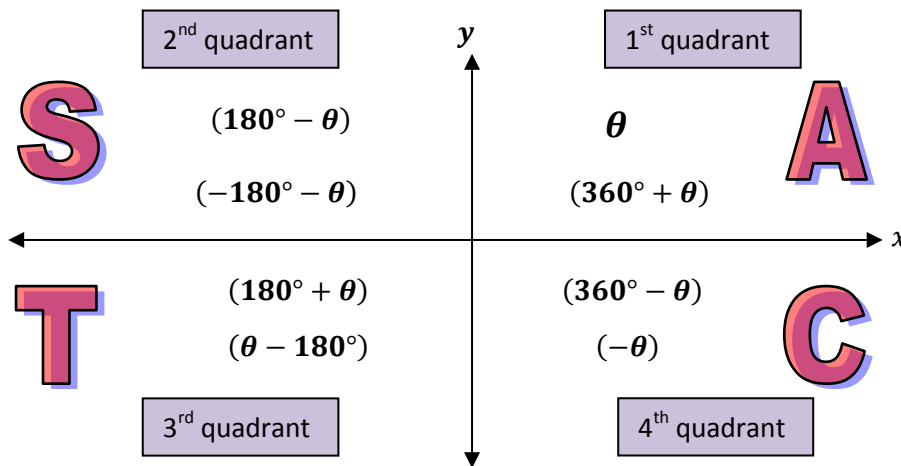 2nd quadrant
y
1st quadrant
S
(180° − θ)
θ
A
(−180° − θ)
(360° + θ)
x
T
(180° + θ)
(360° − θ)
C
(θ − 180°)
(−θ)
3rd quadrant
4th quadrant